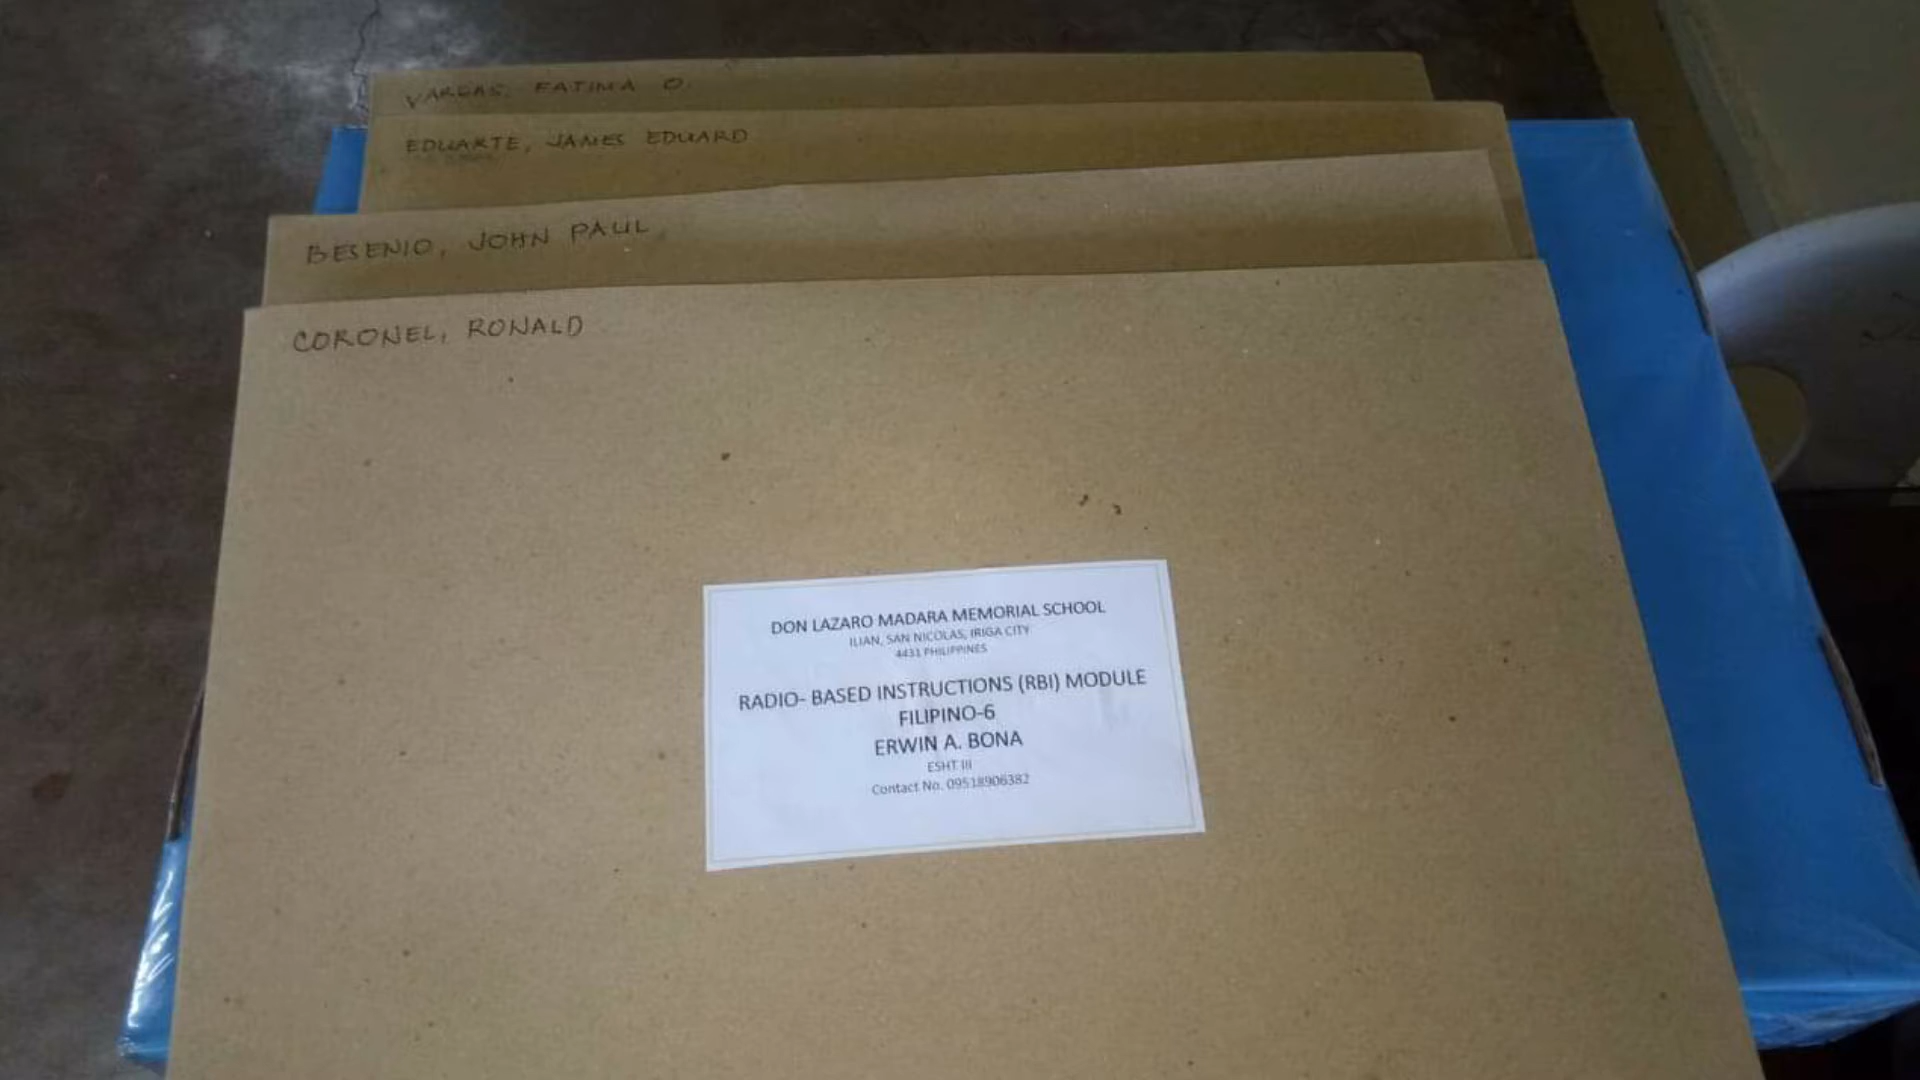 VARGAS, FATIMA O.
EDUARTE, JAMES EDUARD
BESENIO, JOHN PAUL
CORONEL, RONALD
DON LAZARO MADARA MEMORIAL SCHOOL
ILIAN, SAN NICOLAS, IRIGA CITY
4431 PHILIPPINES
RADIO- BASED INSTRUCTIONS (RBI) MODULE
FILIPINO-6
ERWIN A. BONA
ESHT III
Contact No. 09518906382